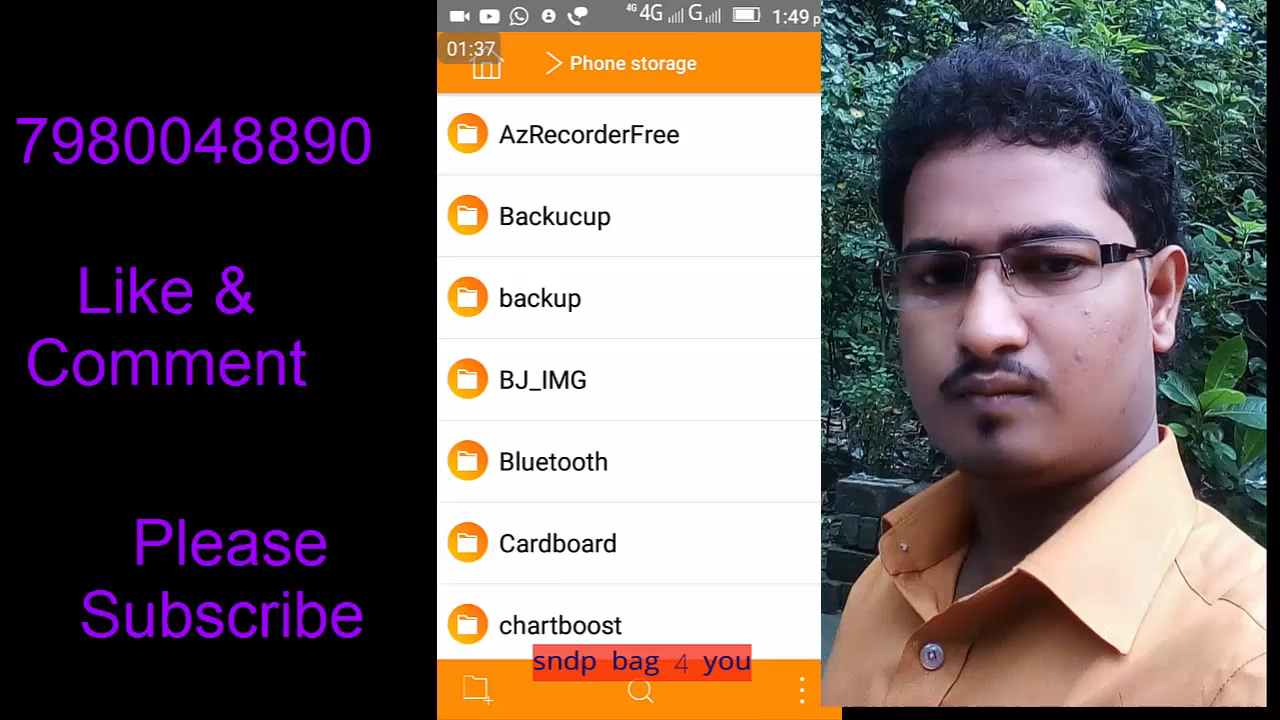 7980048890
Like &
Comment
Please
Subscribe
4G 4G G 1:49 p
01:37
Phone storage
AzRecorderFree
Backucup
backup
BJ_IMG
Bluetooth
Cardboard
chartboost
sndp bag 4 you